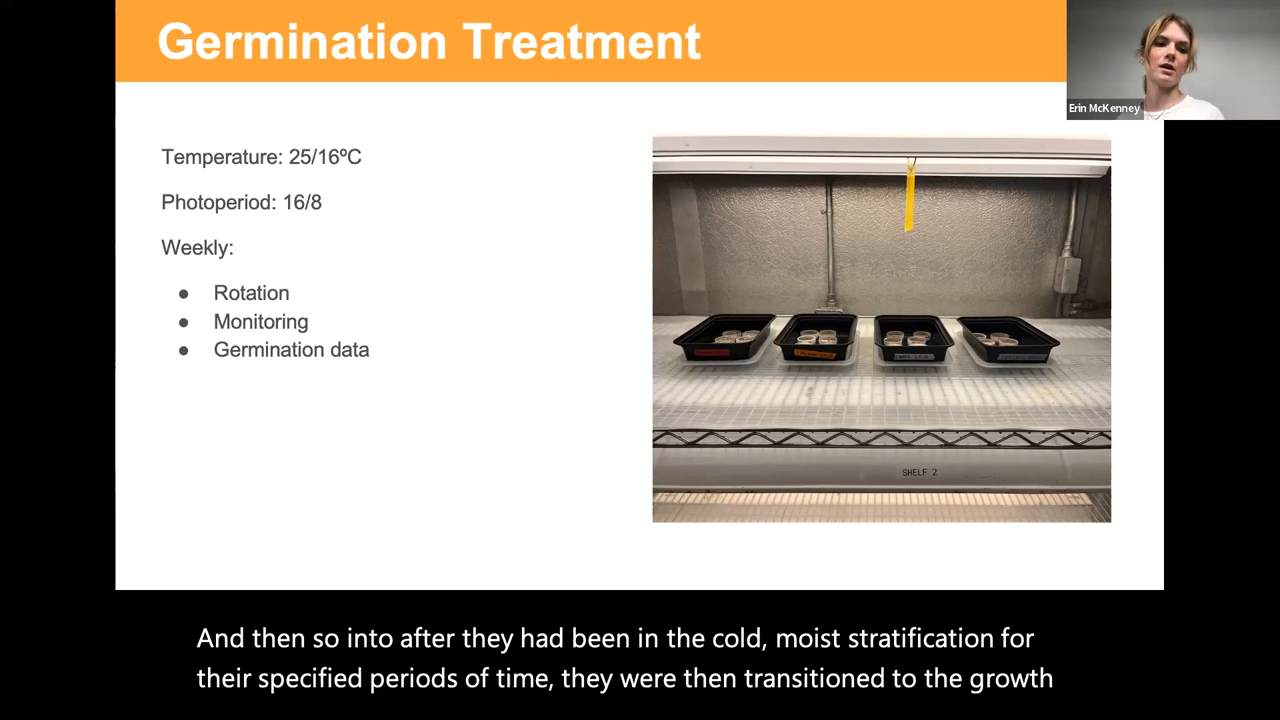 Germination Treatment
Erin McKenney
Temperature: 25/16ºC
Photoperiod: 16/8
Weekly:
● Rotation
● Monitoring
● Germination data
SHELF 2
And then so into after they had been in the cold, moist stratification for
their specified periods of time, they were then transitioned to the growth